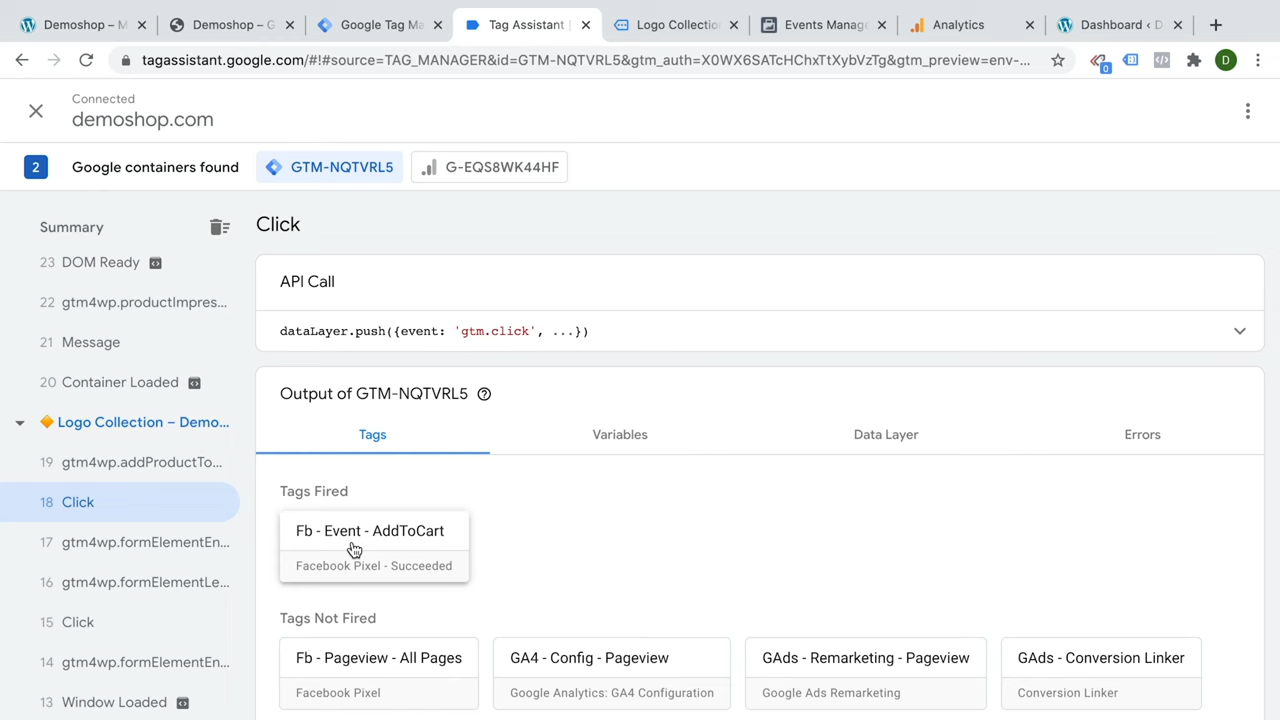 Demoshop – M
Demoshop – G
Google Tag Ma
Tag Assistant
Logo Collection
Events Manage
Analytics
Dashboard ‹ D
tagassistant.google.com/#!#source=TAG_MANAGER&id=GTM-NQTVRL5&gtm_auth=X0WX6SATcHChxTtXybVzTg&gtm_preview=env-...
0
D
Connected
demoshop.com
2
Google containers found
GTM-NQTVRL5
G-EQS8WK44HF
Summary
23 DOM Ready
22 gtm4wp.productImpres...
21 Message
20 Container Loaded
Logo Collection – Demo...
19 gtm4wp.addProductTo...
18 Click
17 gtm4wp.formElementEn...
16 gtm4wp.formElementLe...
15 Click
14 gtm4wp.formElementEn...
13 Window Loaded
Click
API Call
dataLayer.push({event: 'gtm.click', ...})
Output of GTM-NQTVRL5
Tags
Variables
Data Layer
Errors
Tags Fired
Fb - Event - AddToCart
Facebook Pixel - Succeeded
Tags Not Fired
Fb - Pageview - All Pages
Facebook Pixel
GA4 - Config - Pageview
Google Analytics: GA4 Configuration
GAds - Remarketing - Pageview
Google Ads Remarketing
GAds - Conversion Linker
Conversion Linker